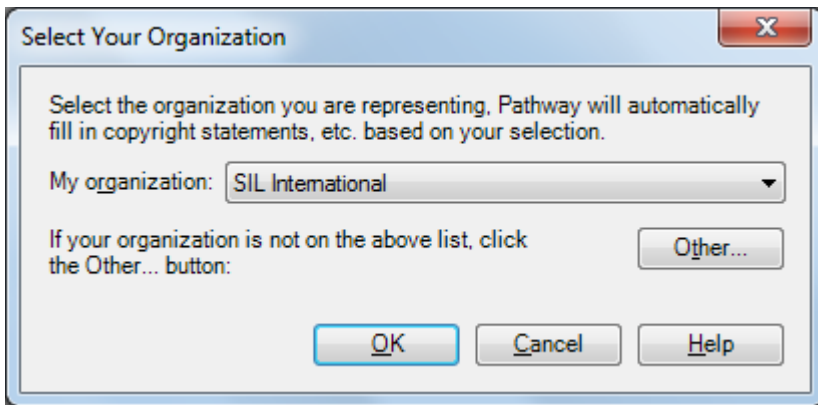 Select Your Organization
X
Select the organization you are representing, Pathway will automatically
fill in copyright statements, etc. based on your selection.
My organization: SIL International
If your organization is not on the above list, click
the Other... button:
Other...
OK Cancel Help